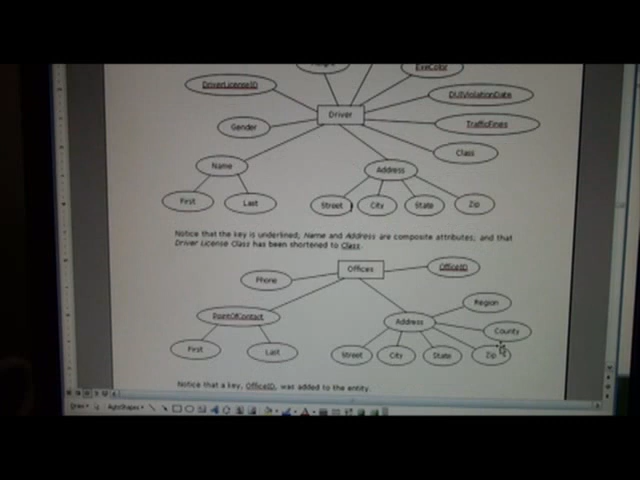 EyeColor
DriverLicenseID
DUIViolationDate
Driver
Gender
TrafficFines
Class
Name
Address
First
Last
Street
City
State
Zip
Notice that the key is underlined, Name and Address are composite attributes, and that
Driver License Class has been shortened to Class.
Offices
OfficeID
Phone
Region
PointOfContact
Address
County
First
Last
Street
City
State
Zip
Notice that a key, OfficeID, was added to the entity.
Draw
AutoShapes